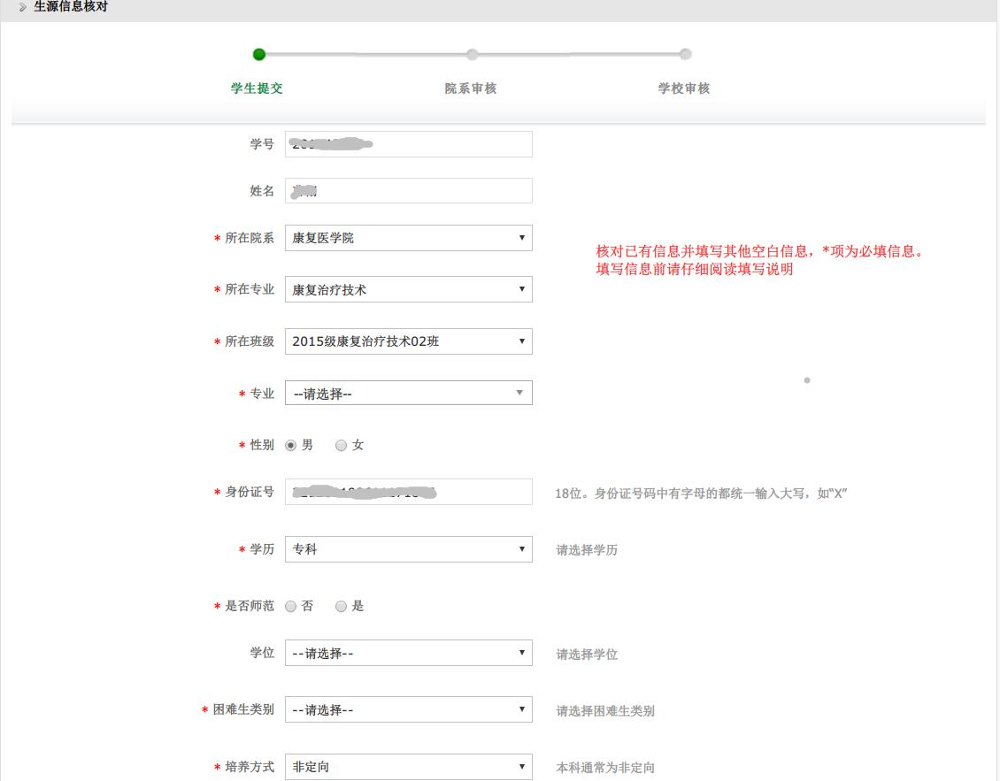 生源信息核对
学生提交 院系审核 学校审核
学号
姓名
* 所在院系 康复医学院
核对已有信息并填写其他空白信息，*项为必填信息。
填写信息前请仔细阅读填写说明
* 所在专业 康复治疗技术
* 所在班级 2015级康复治疗技术02班
* 专业 --请选择--
* 性别 男 女
* 身份证号 18位。身份证号码中有字母的都统一输入大写，如“X”
* 学历 专科 请选择学历
* 是否师范 否 是
学位 --请选择-- 请选择学位
* 困难生类别 --请选择-- 请选择困难生类别
* 培养方式 非定向 本科通常为非定向